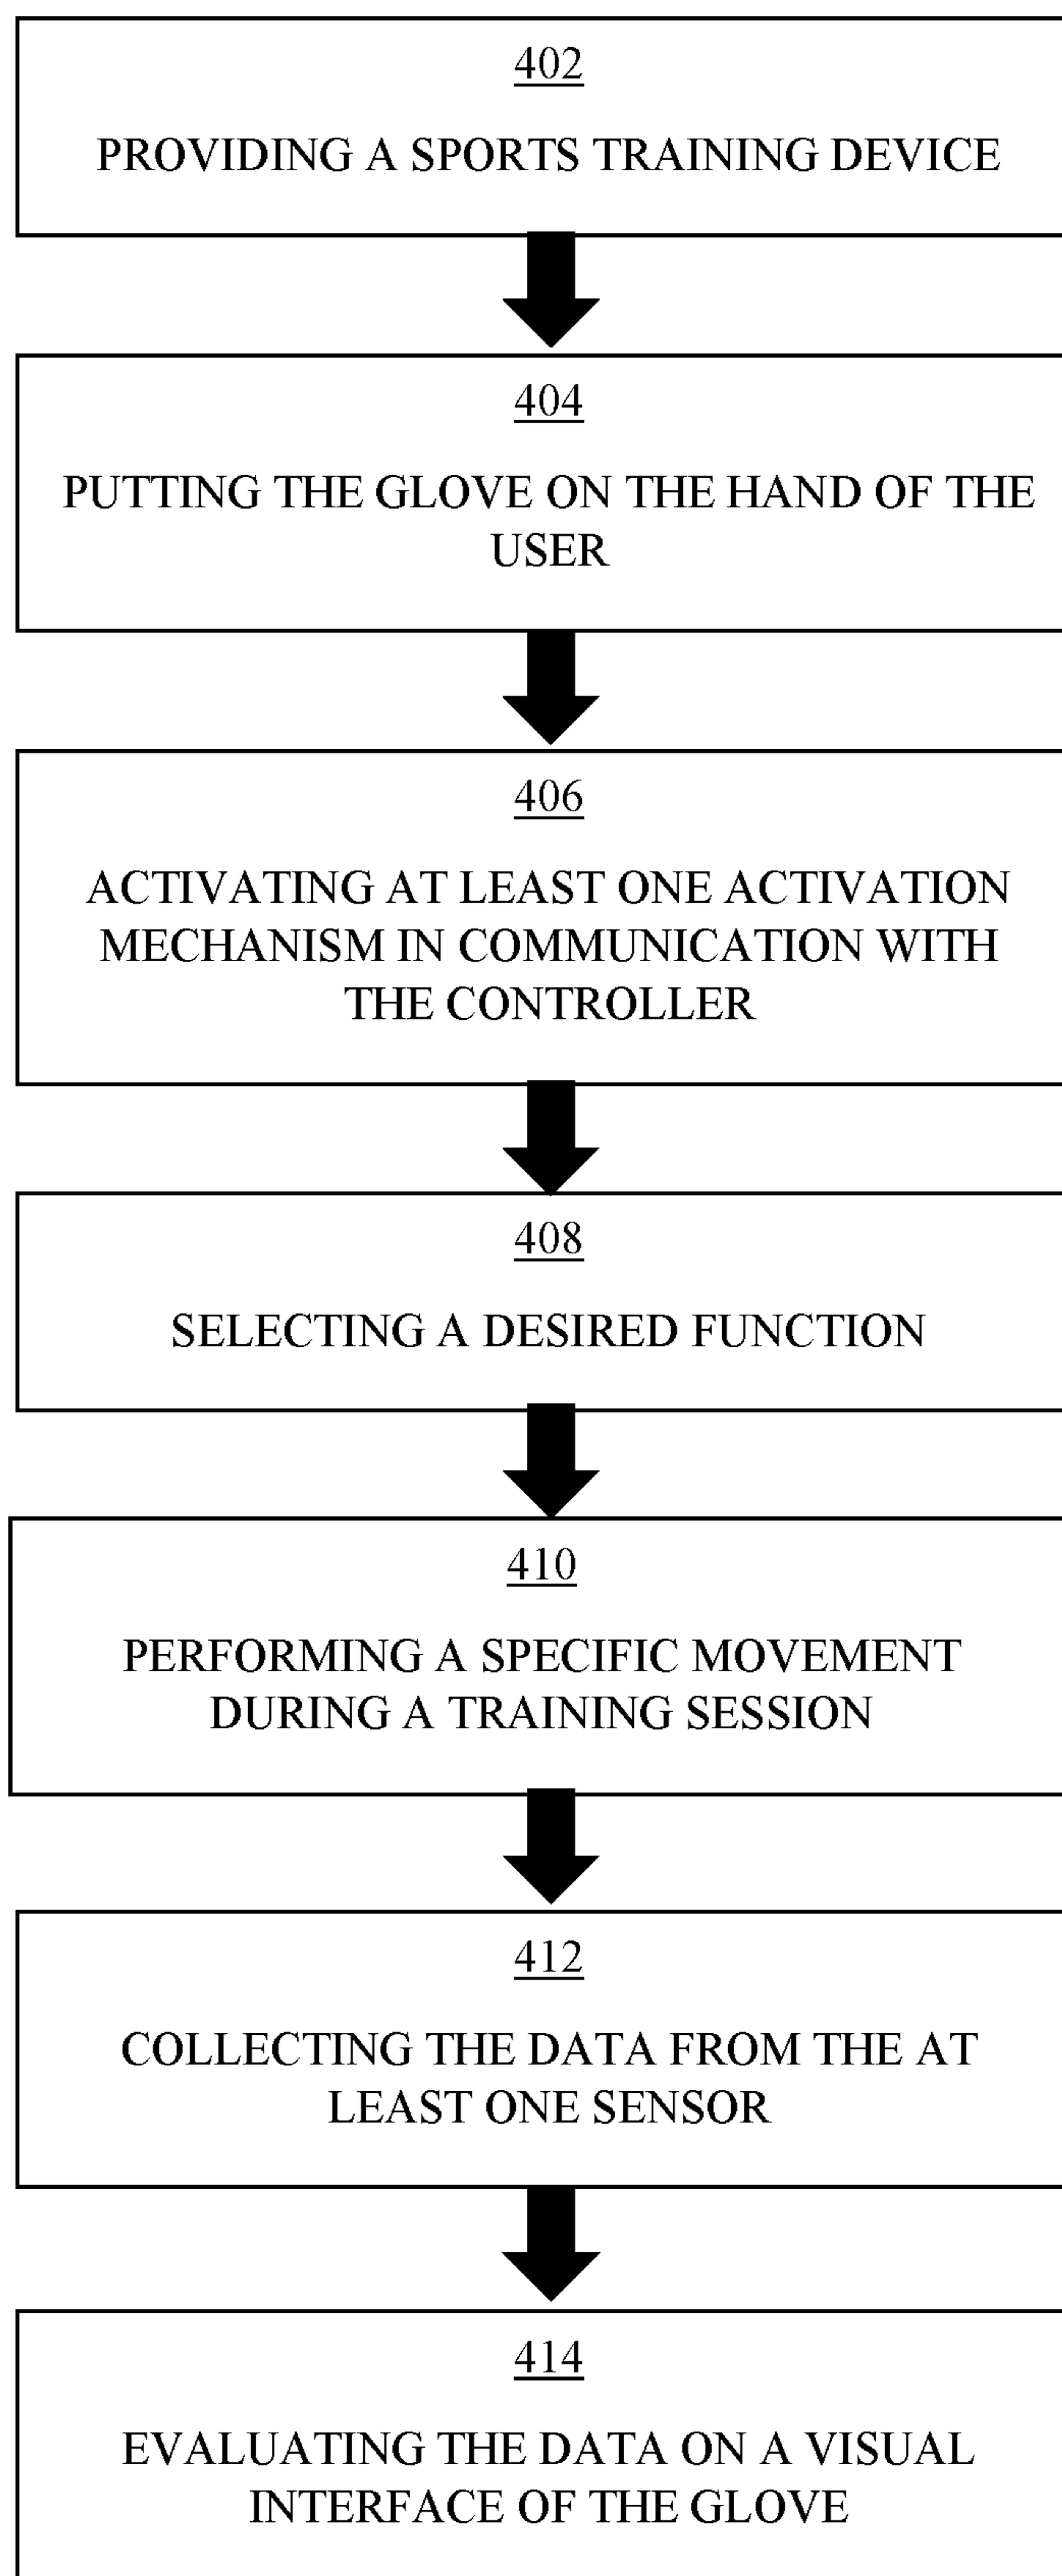 402
PROVIDING A SPORTS TRAINING DEVICE
404
PUTTING THE GLOVE ON THE HAND OF THE
USER
406
ACTIVATING AT LEAST ONE ACTIVATION
MECHANISM IN COMMUNICATION WITH
THE CONTROLLER
408
SELECTING A DESIRED FUNCTION
410
PERFORMING A SPECIFIC MOVEMENT
DURING A TRAINING SESSION
412
COLLECTING THE DATA FROM THE AT
LEAST ONE SENSOR
414
EVALUATING THE DATA ON A VISUAL
INTERFACE OF THE GLOVE